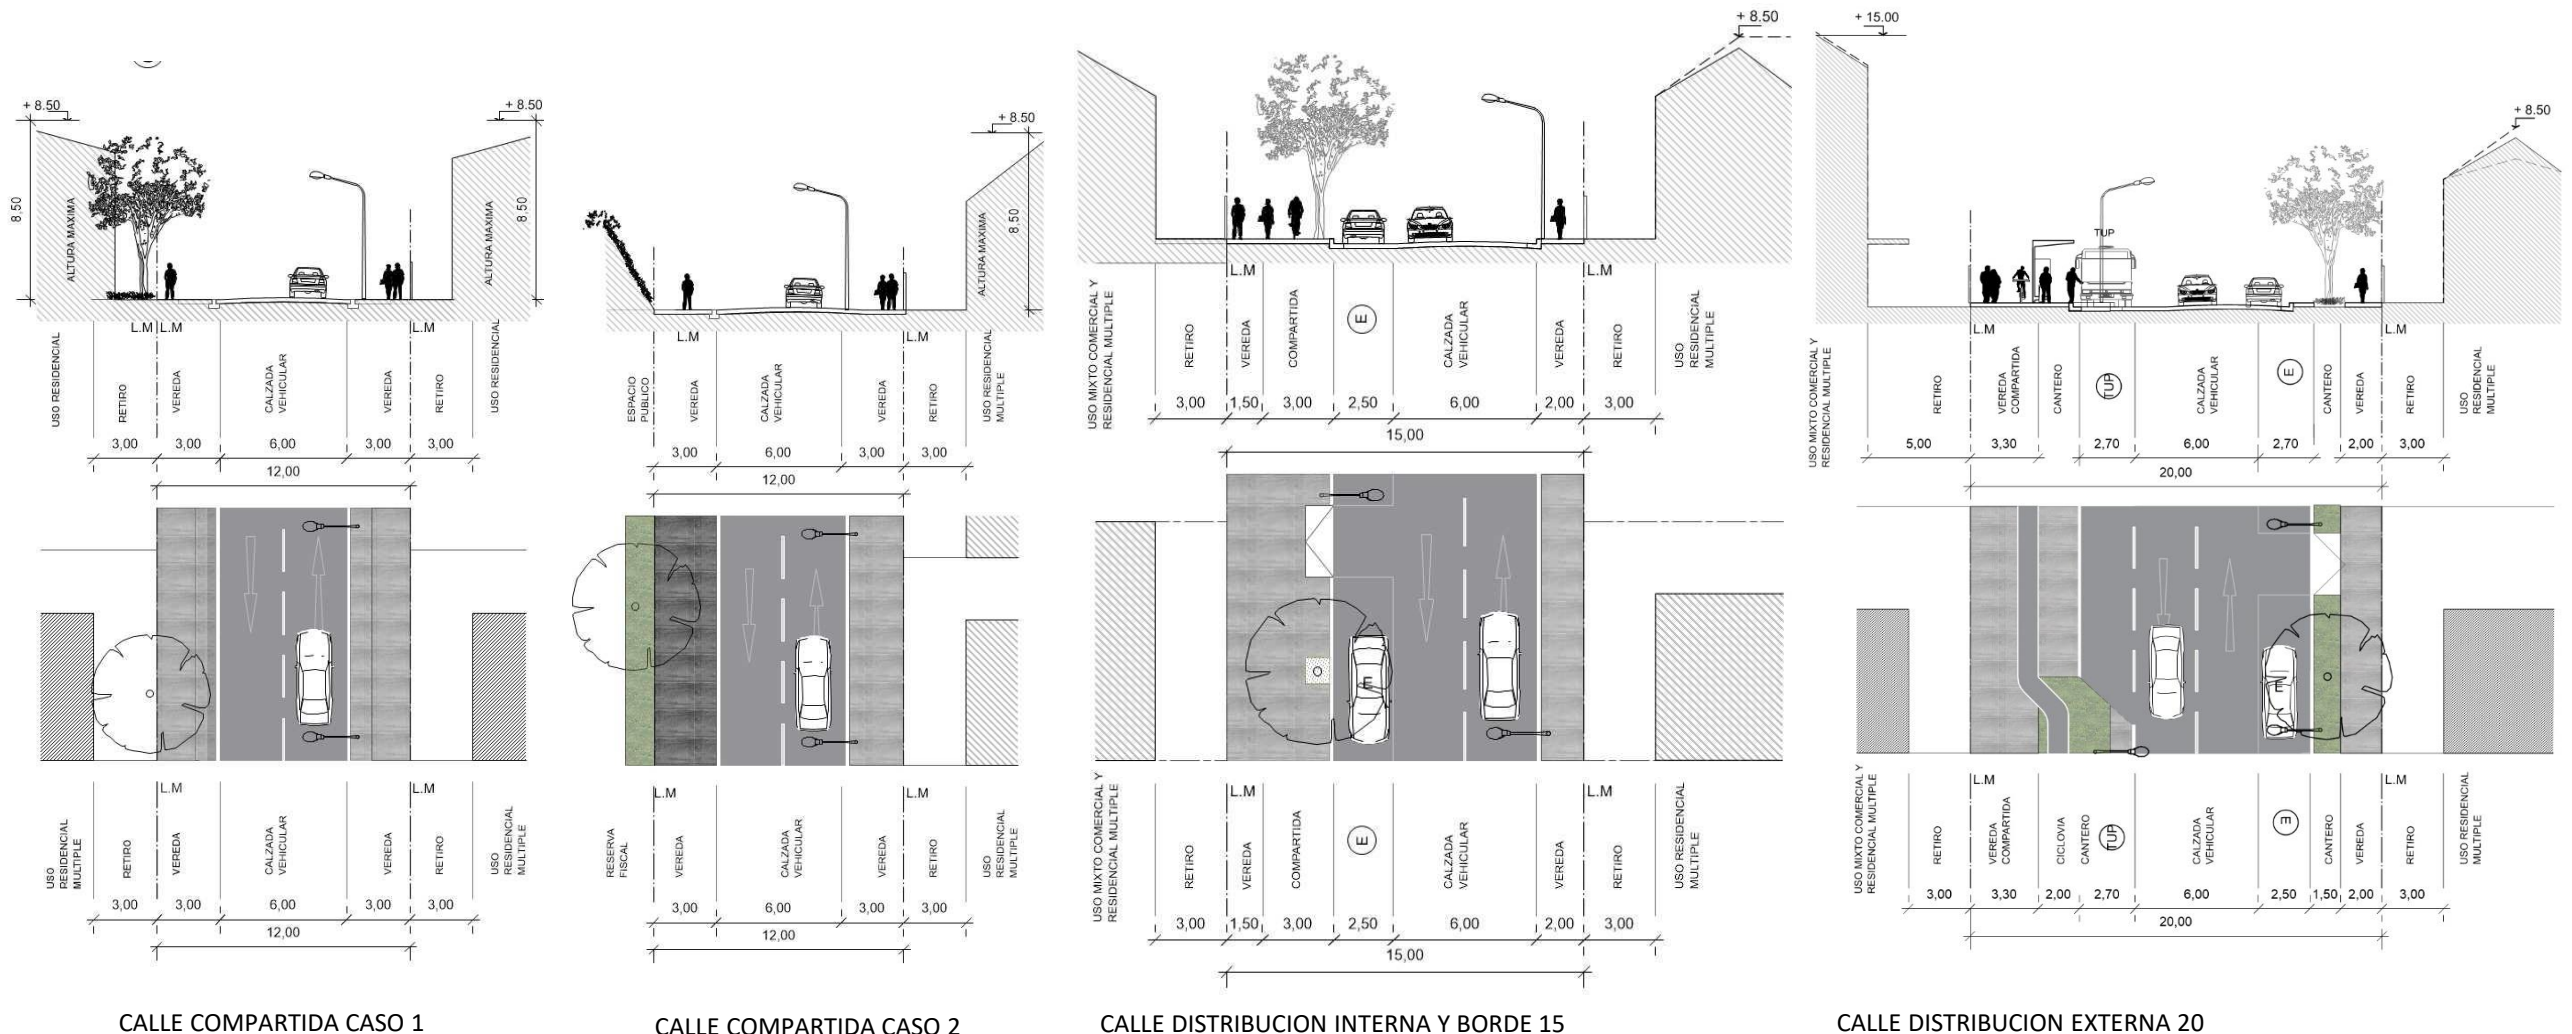 + 8.50
+ 8.50
8,50
ALTURA MAXIMA
ALTURA MAXIMA
8.50
L.M
L.M
L.M
USO RESIDENCIAL
RETIRO
VEREDA
CALZADA
VEHICULAR
VEREDA
RETIRO
USO RESIDENCIAL
3,00
3,00
6,00
3,00
3,00
12,00
L.M
L.M
USO
RESIDENCIAL
MULTIPLE
RETIRO
VEREDA
CALZADA
VEHICULAR
VEREDA
RETIRO
USO
RESIDENCIAL
MULTIPLE
3,00
3,00
6,00
3,00
3,00
12,00
CALLE COMPARTIDA CASO 1
+ 8.50
ALTURA MAXIMA
8.50
L.M
L.M
ESPACIO
PUBLICO
VEREDA
CALZADA
VEHICULAR
VEREDA
RETIRO
USO RESIDENCIAL
MULTIPLE
3,00
6,00
3,00
3,00
12,00
L.M
L.M
RESERVA
FISCAL
VEREDA
CALZADA
VEHICULAR
VEREDA
RETIRO
USO
RESIDENCIAL
MULTIPLE
3,00
6,00
3,00
3,00
12,00
CALLE COMPARTIDA CASO 2
+ 8.50
L.M
L.M
USO MIXTO COMERCIAL Y
RESIDENCIAL MULTIPLE
RETIRO
VEREDA
COMPARTIDA
E
CALZADA
VEHICULAR
VEREDA
RETIRO
USO
RESIDENCIAL
MULTIPLE
3,00
1,50
3,00
2,50
6,00
2,00
3,00
15,00
E
L.M
L.M
USO MIXTO COMERCIAL Y
RESIDENCIAL MULTIPLE
RETIRO
VEREDA
COMPARTIDA
E
CALZADA
VEHICULAR
VEREDA
RETIRO
USO RESIDENCIAL
MULTIPLE
3,00
1,50
3,00
2,50
6,00
2,00
3,00
15,00
CALLE DISTRIBUCION INTERNA Y BORDE 15
+ 15.00
+ 8.50
TUP
L.M
L.M
USO MIXTO COMERCIAL Y
RESIDENCIAL MULTIPLE
RETIRO
VEREDA
COMPARTIDA
CANTERO
TUP
CALZADA
VEHICULAR
E
CANTERO
VEREDA
RETIRO
USO
RESIDENCIAL
MULTIPLE
5,00
3,30
2,70
6,00
2,70
2,00
3,00
20,00
E
L.M
L.M
USO MIXTO COMERCIAL Y
RESIDENCIAL MULTIPLE
RETIRO
VEREDA
COMPARTIDA
CICLOVIA
CANTERO
TUP
CALZADA
VEHICULAR
E
CANTERO
VEREDA
RETIRO
USO RESIDENCIAL
MULTIPLE
3,00
3,30
2,00
2,70
6,00
2,50
1,50
2,00
3,00
20,00
CALLE DISTRIBUCION EXTERNA 20